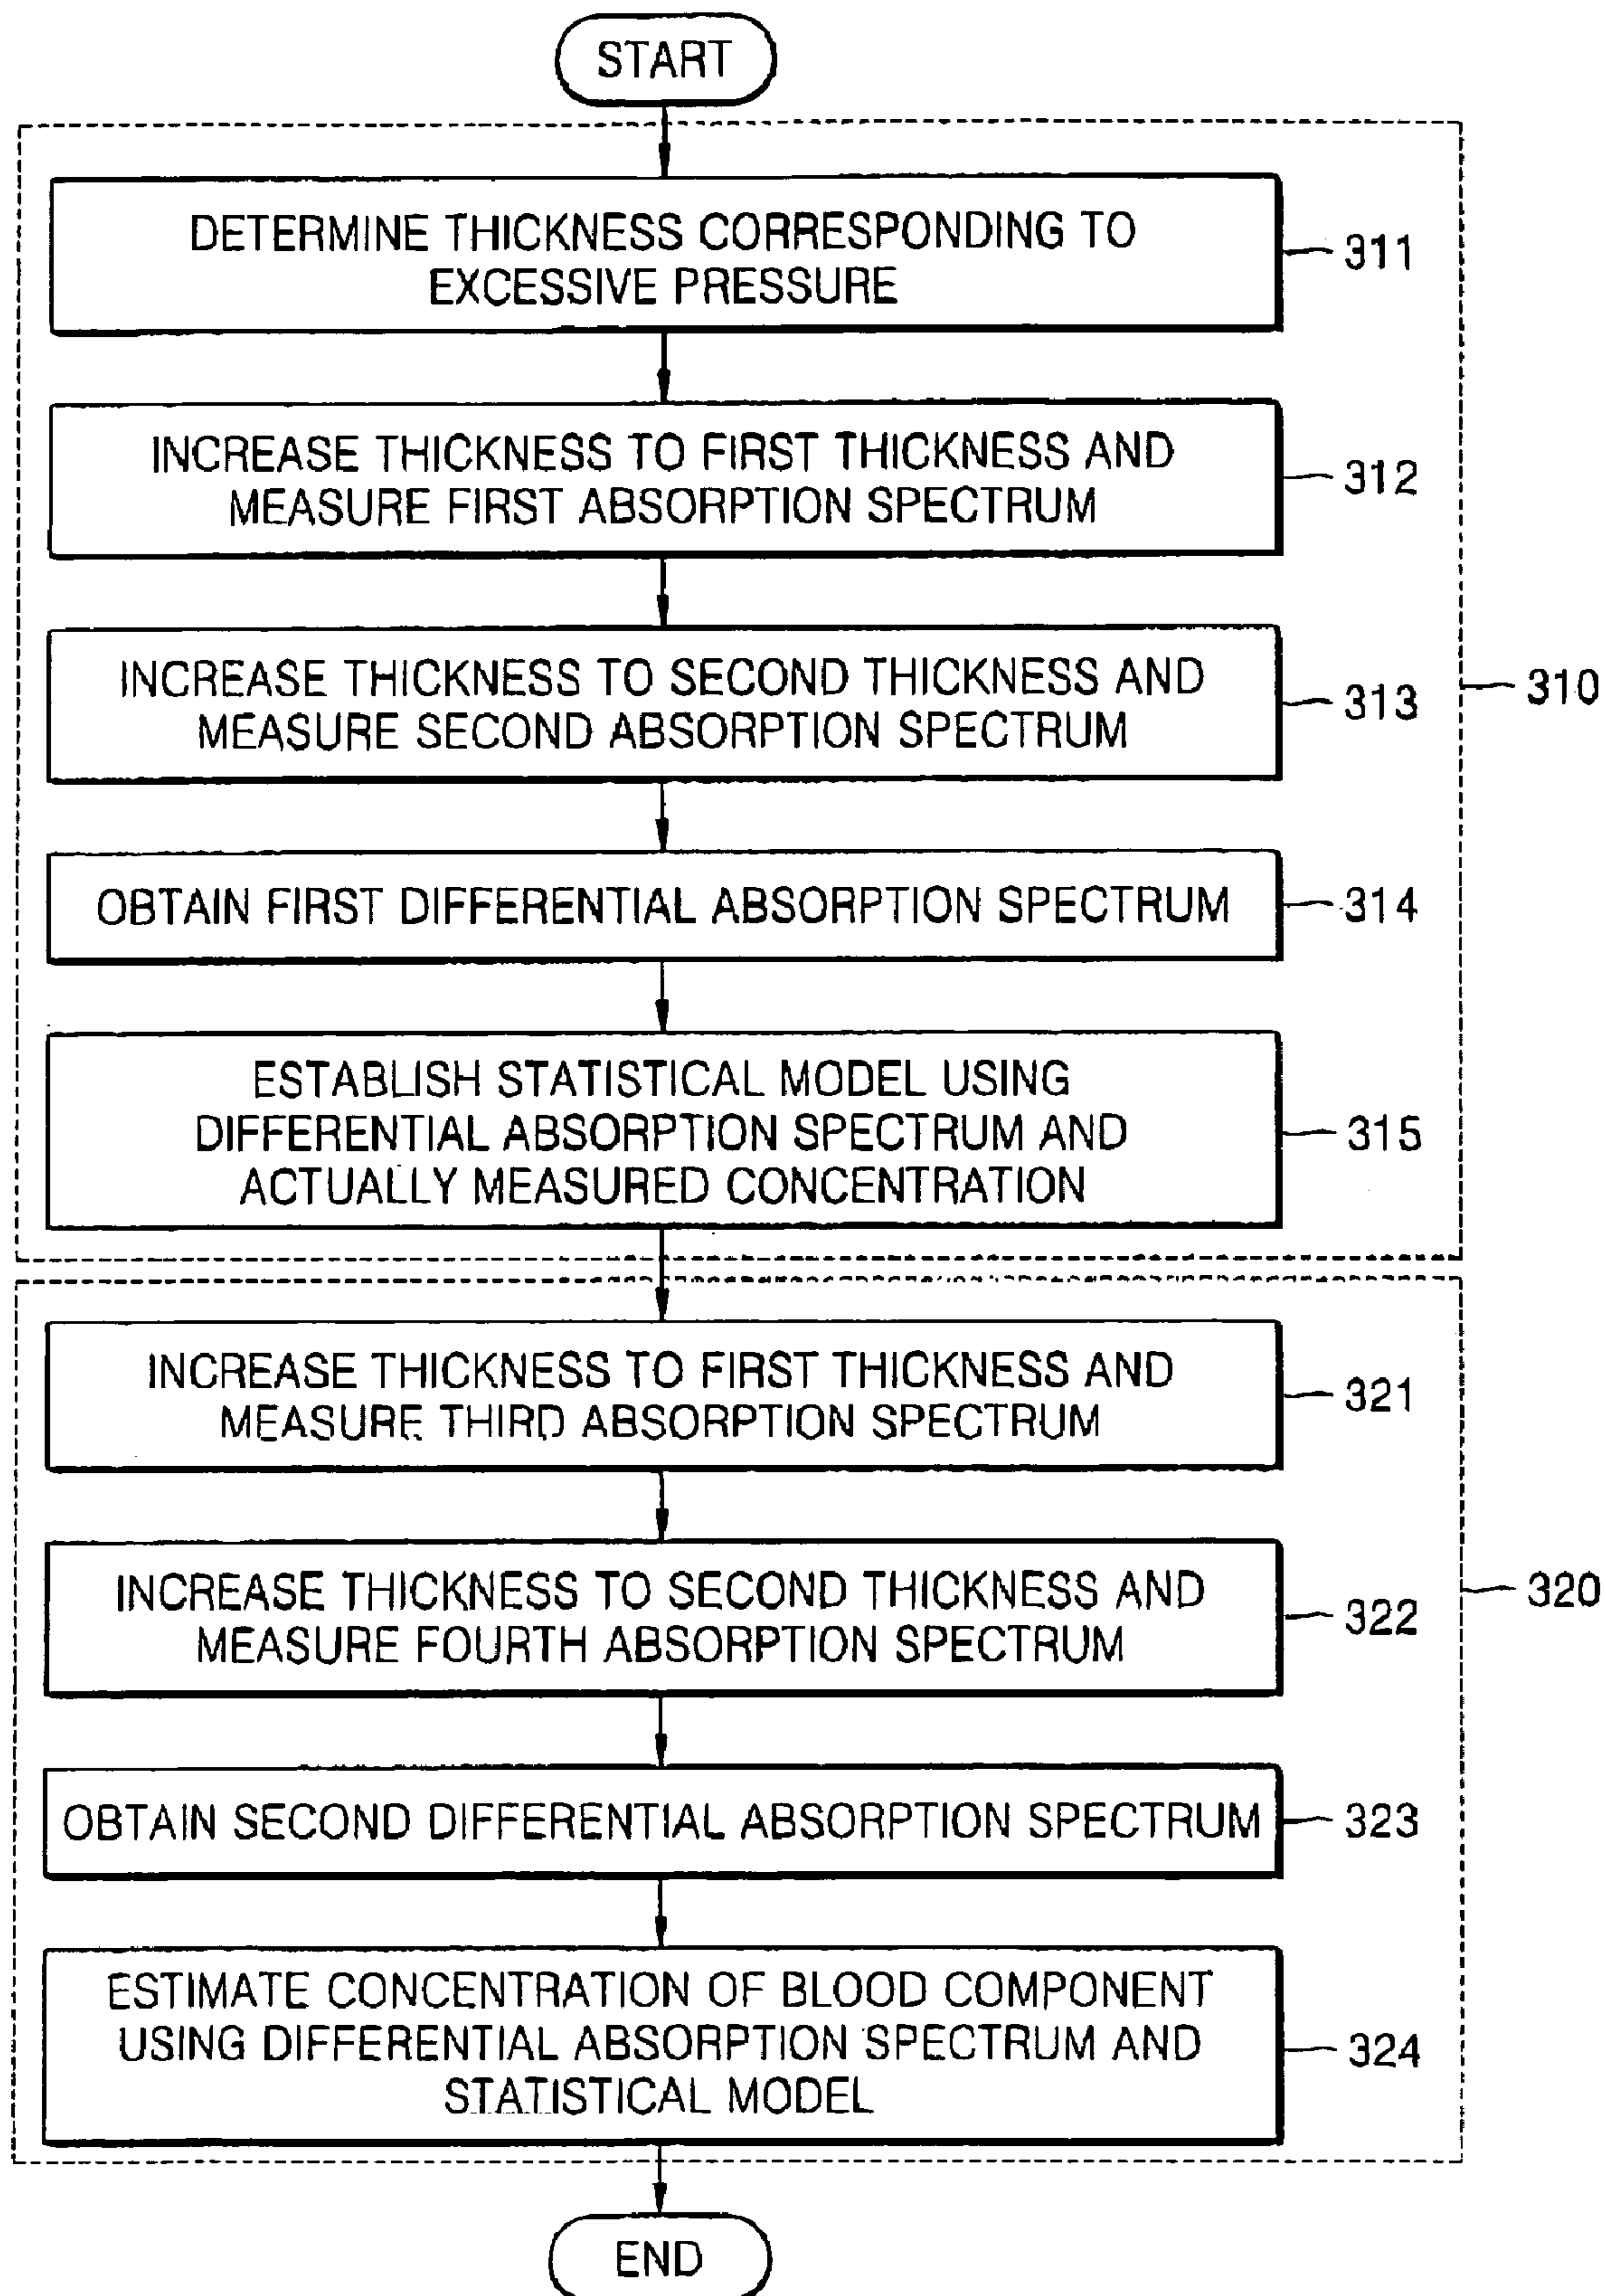 START
DETERMINE THICKNESS CORRESPONDING TO
EXCESSIVE PRESSURE
311
INCREASE THICKNESS TO FIRST THICKNESS AND
MEASURE FIRST ABSORPTION SPECTRUM
312
INCREASE THICKNESS TO SECOND THICKNESS AND
MEASURE SECOND ABSORPTION SPECTRUM
313
310
OBTAIN FIRST DIFFERENTIAL ABSORPTION SPECTRUM
314
ESTABLISH STATISTICAL MODEL USING
DIFFERENTIAL ABSORPTION SPECTRUM AND
ACTUALLY MEASURED CONCENTRATION
315
INCREASE THICKNESS TO FIRST THICKNESS AND
MEASURE THIRD ABSORPTION SPECTRUM
321
INCREASE THICKNESS TO SECOND THICKNESS AND
MEASURE FOURTH ABSORPTION SPECTRUM
322
320
OBTAIN SECOND DIFFERENTIAL ABSORPTION SPECTRUM
323
ESTIMATE CONCENTRATION OF BLOOD COMPONENT
USING DIFFERENTIAL ABSORPTION SPECTRUM AND
STATISTICAL MODEL
324
END